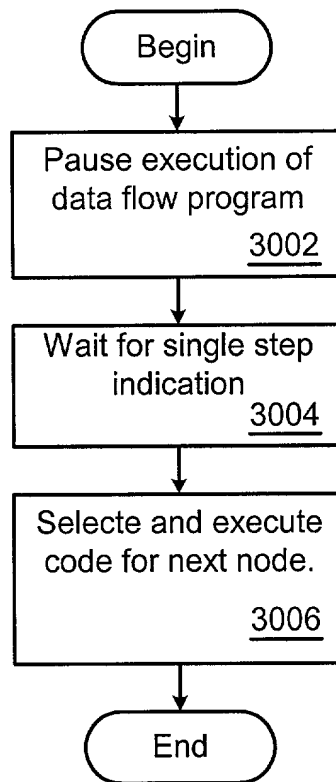 Begin
Pause execution of
data flow program
3002
Wait for single step
indication
3004
Selecte and execute
code for next node.
3006
End